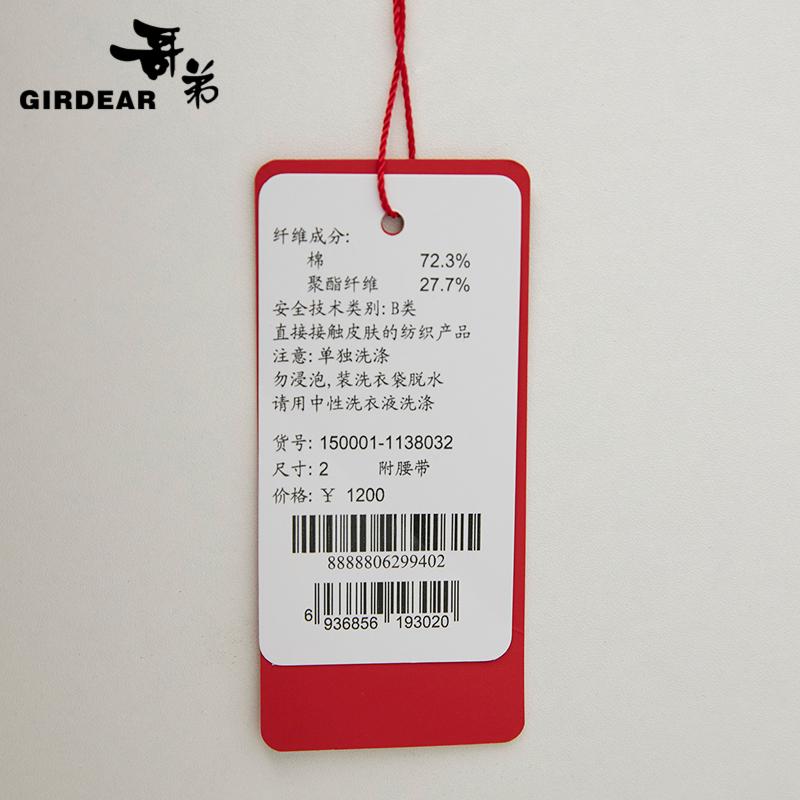 哥弟
GIRDEAR
纤维成分:
棉 72.3%
聚酯纤维 27.7%
安全技术类别: B类
直接接触皮肤的纺织产品
注意: 单独洗涤
勿浸泡, 装洗衣袋脱水
请用中性洗衣液洗涤
货号: 150001-1138032
尺寸: 2 附腰带
价格: ¥ 1200
8888806299402
6 936856 193020